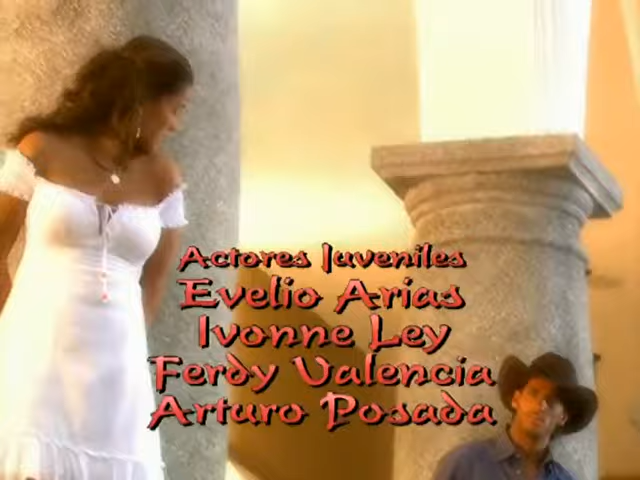 Actores Juveniles
Evelio Arias
Ivonne Ley
Ferdy Valencia
Arturo Posada